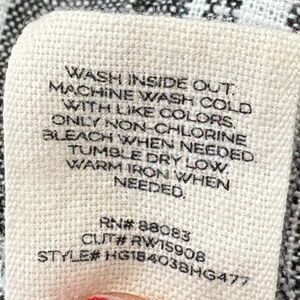 WASH INSIDE OUT.
MACHINE WASH COLD
WITH LIKE COLORS.
ONLY NON-CHLORINE
BLEACH WHEN NEEDED.
TUMBLE DRY LOW.
WARM IRON WHEN
NEEDED.
RN# 88083
CUT# RW15908
STYLE# HG18403BHG477